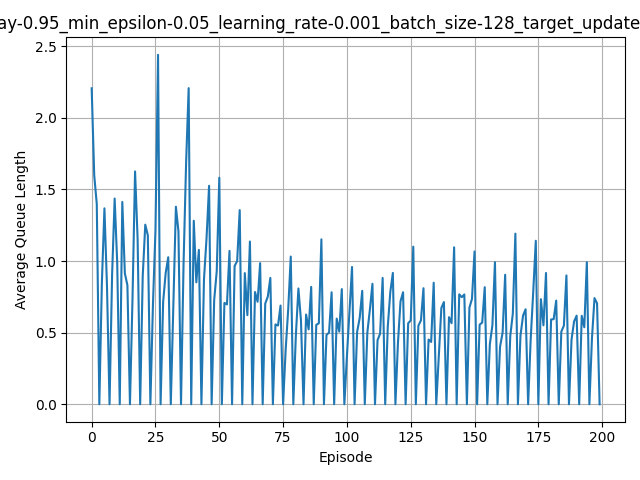 ay-0.95_min_epsilon-0.05_learning_rate-0.001_batch_size-128_target_update
2.5
2.0
1.5
1.0
0.5
0.0
Average Queue Length
0 25 50 75 100 125 150 175 200
Episode